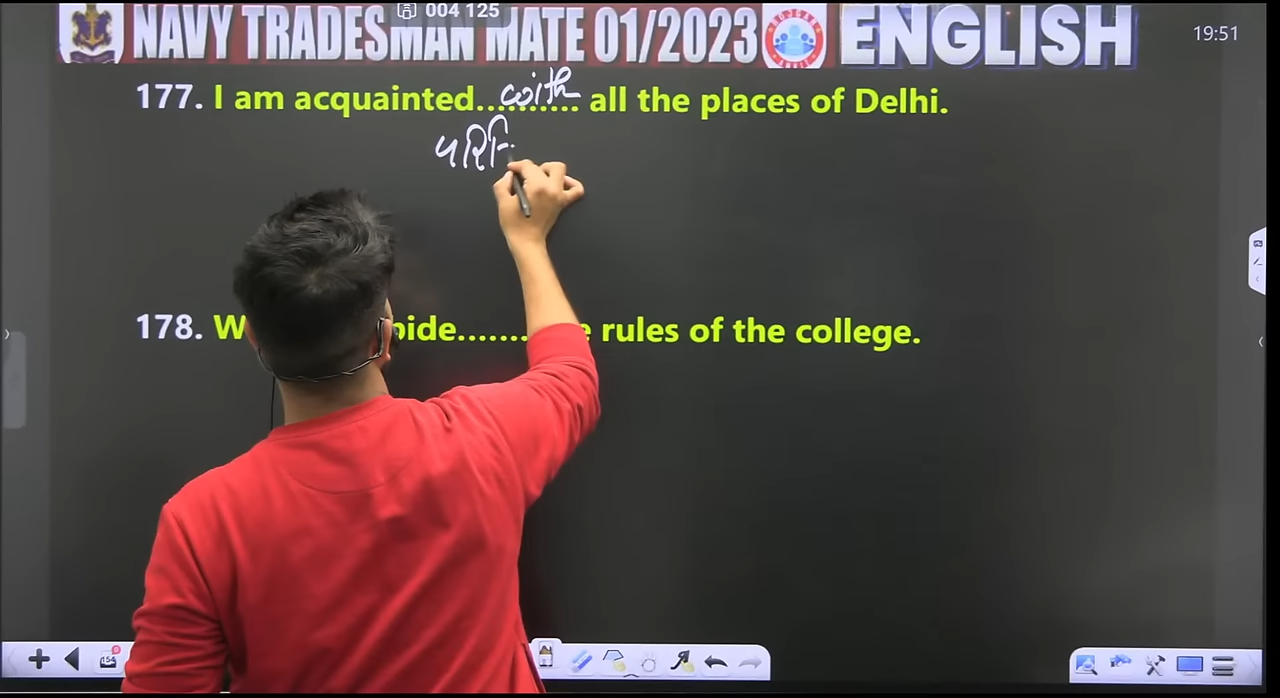 004 125
NAVY TRADESMAN MATE 01/2023 ENGLISH
19:51
177. I am acquainted.......... all the places of Delhi.
with
परि
178. W bide....... e rules of the college.
154